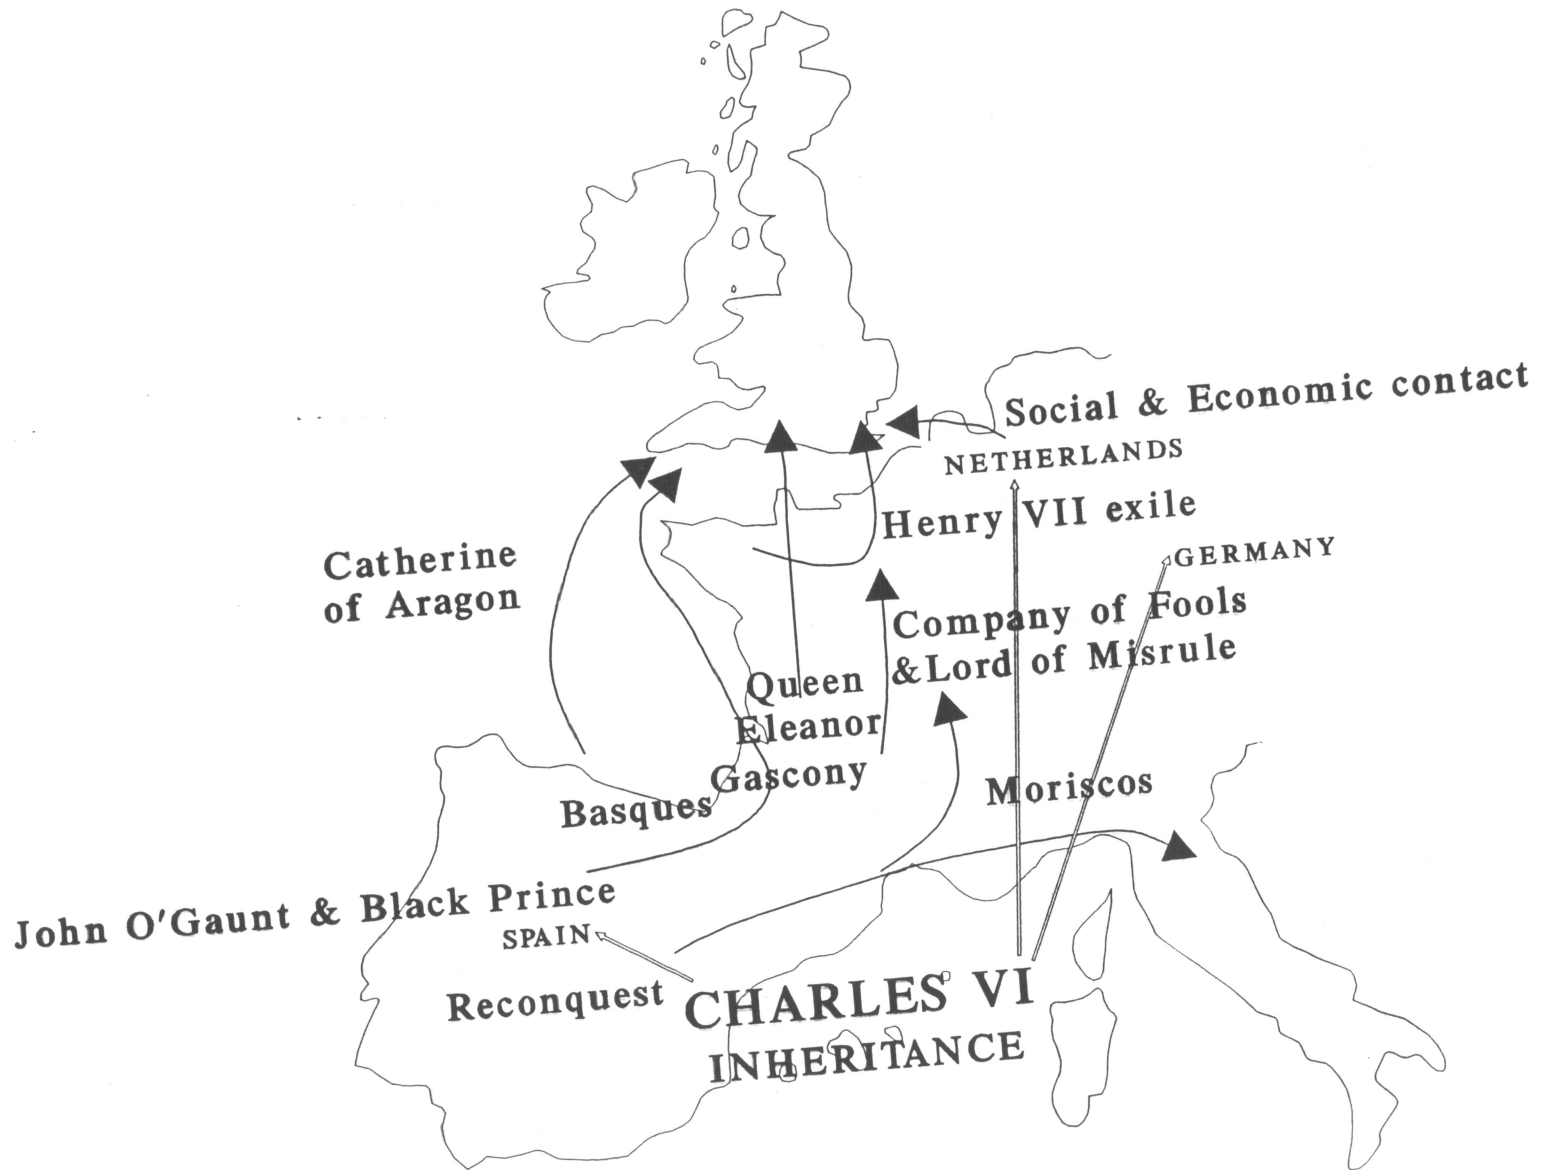 Social & Economic contact
NETHERLANDS
Henry VII exile
GERMANY
Catherine
of Aragon
Company of Fools
& Lord of Misrule
Queen
Eleanor
Gascony
Moriscos
Basques
John O'Gaunt & Black Prince
SPAIN
Reconquest
CHARLES VI
INHERITANCE